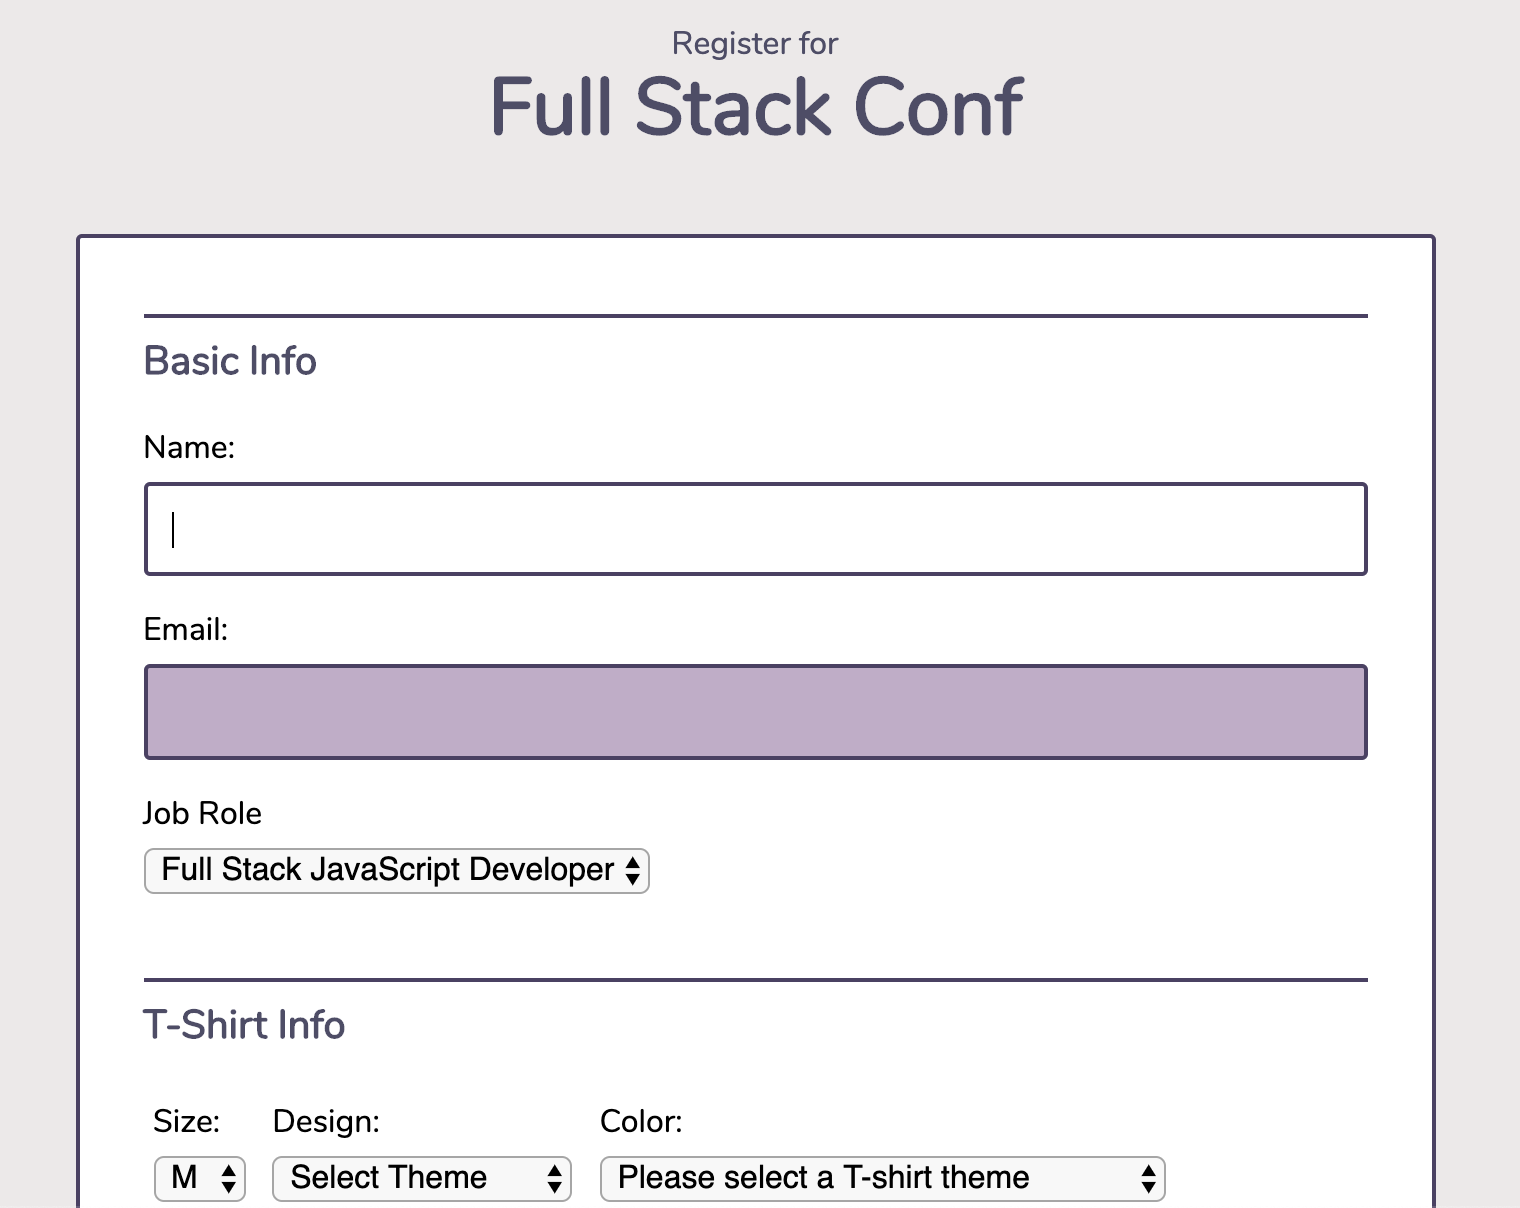 Register for
Full Stack Conf
Basic Info
Name:
Email:
Job Role
Full Stack JavaScript Developer
T-Shirt Info
Size: Design: Color:
M Select Theme Please select a T-shirt theme